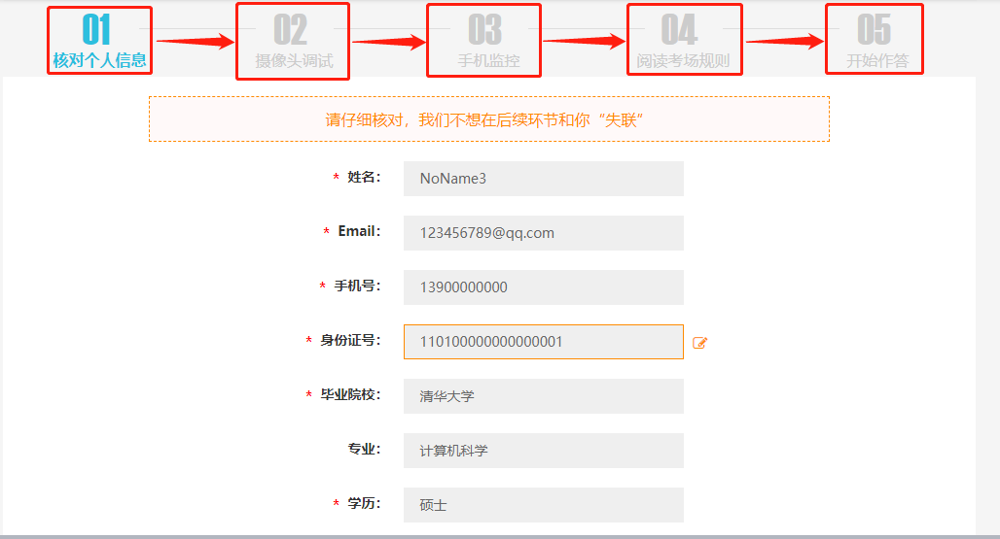 01 02 03 04 05
核对个人信息 摄像头调试 手机监控 阅读考场规则 开始作答
请仔细核对，我们不想在后续环节和你“失联”
* 姓名： NoName3
* Email： 123456789@qq.com
* 手机号： 13900000000
* 身份证号： 110100000000000001
* 毕业院校： 清华大学
专业： 计算机科学
* 学历： 硕士